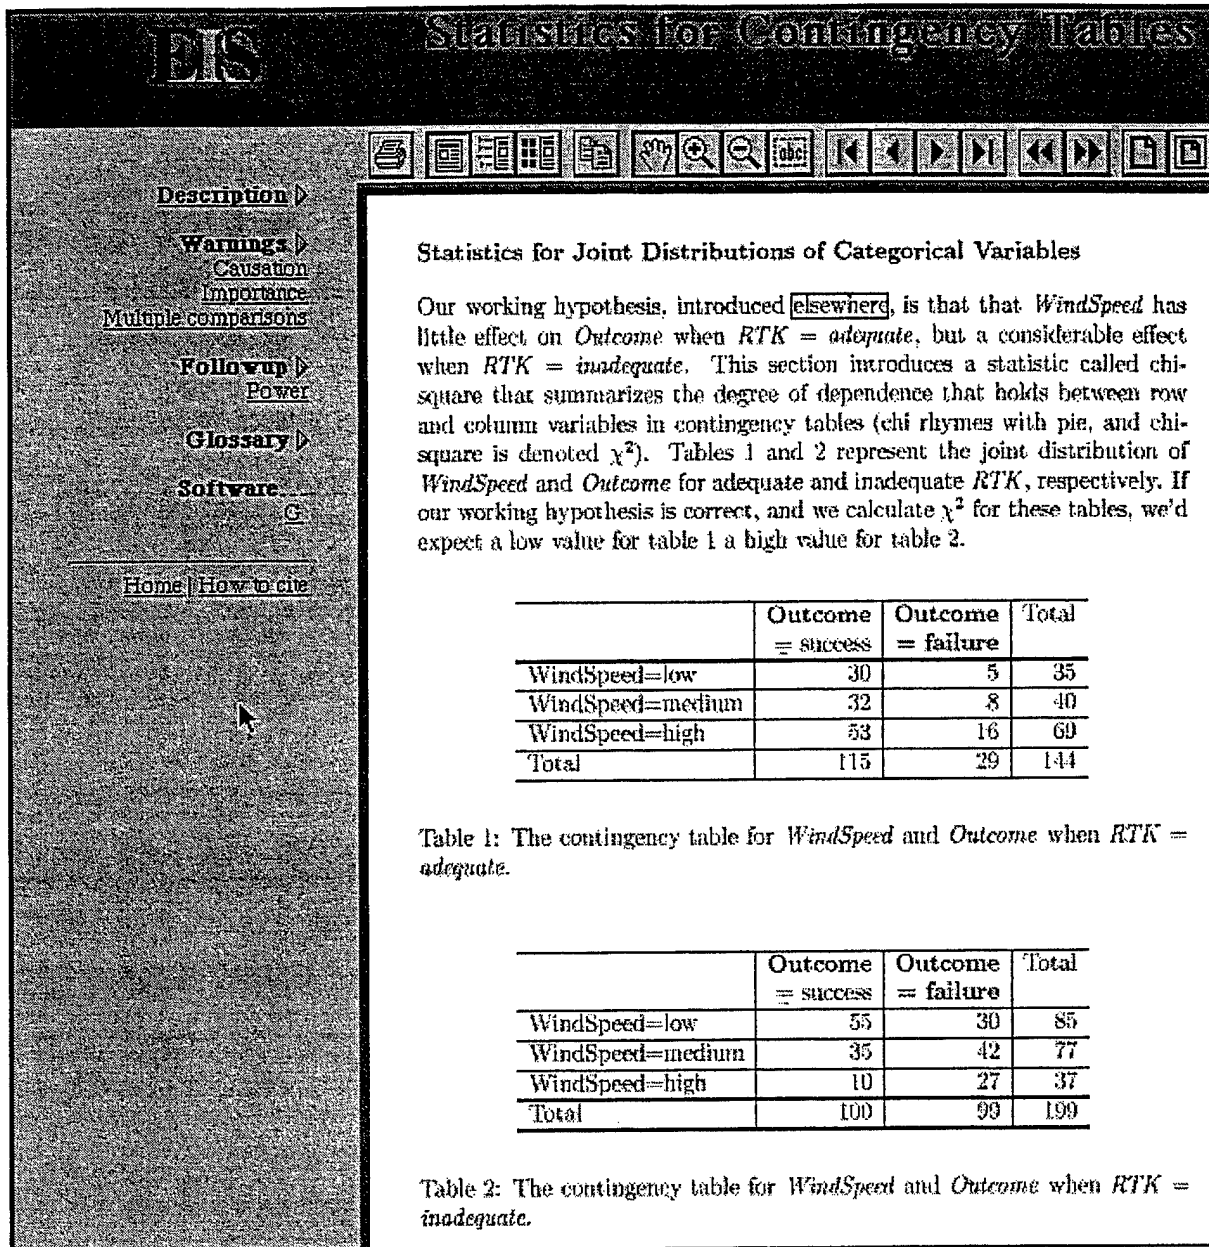 EIS
Statistics for Contingency Tables
Description
Warnings
Causation
Importance
Multiple comparisons
Followup
Power
Glossary
Software
G
Home | How to cite
abc
Statistics for Joint Distributions of Categorical Variables
Our working hypothesis, introduced elsewhere, is that that WindSpeed has
little effect on Outcome when RTK = adequate, but a considerable effect
when RTK = inadequate. This section introduces a statistic called chi-
square that summarizes the degree of dependence that holds between row
and column variables in contingency tables (chi rhymes with pie, and chi-
square is denoted χ²). Tables 1 and 2 represent the joint distribution of
WindSpeed and Outcome for adequate and inadequate RTK, respectively. If
our working hypothesis is correct, and we calculate χ² for these tables, we'd
expect a low value for table 1 a high value for table 2.
Outcome Outcome Total
= success = failure
WindSpeed=low 30 5 35
WindSpeed=medium 32 8 40
WindSpeed=high 53 16 69
Total 115 29 144
Table 1: The contingency table for WindSpeed and Outcome when RTK =
adequate.
Outcome Outcome Total
= success = failure
WindSpeed=low 55 30 85
WindSpeed=medium 35 42 77
WindSpeed=high 10 27 37
Total 100 99 199
Table 2: The contingency table for WindSpeed and Outcome when RTK =
inadequate.